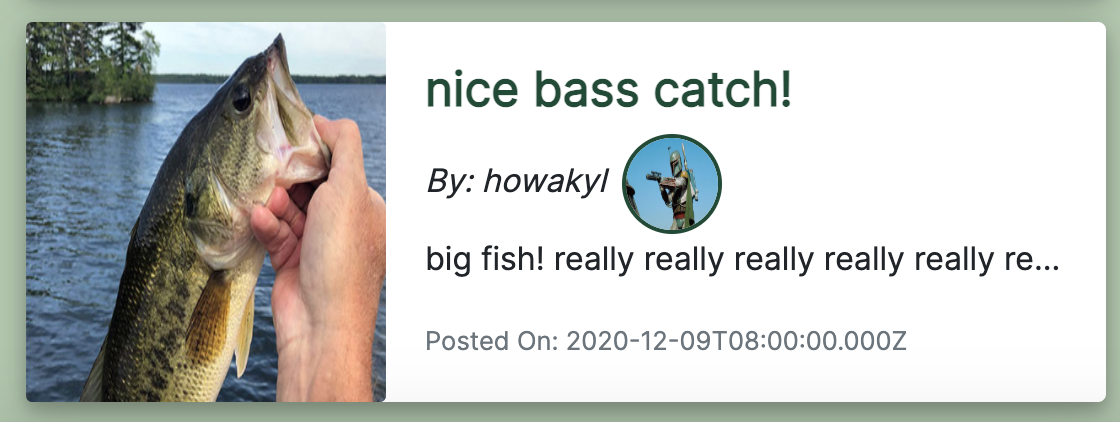 nice bass catch!
By: howakyl
big fish! really really really really really re...
Posted On: 2020-12-09T08:00:00.000Z